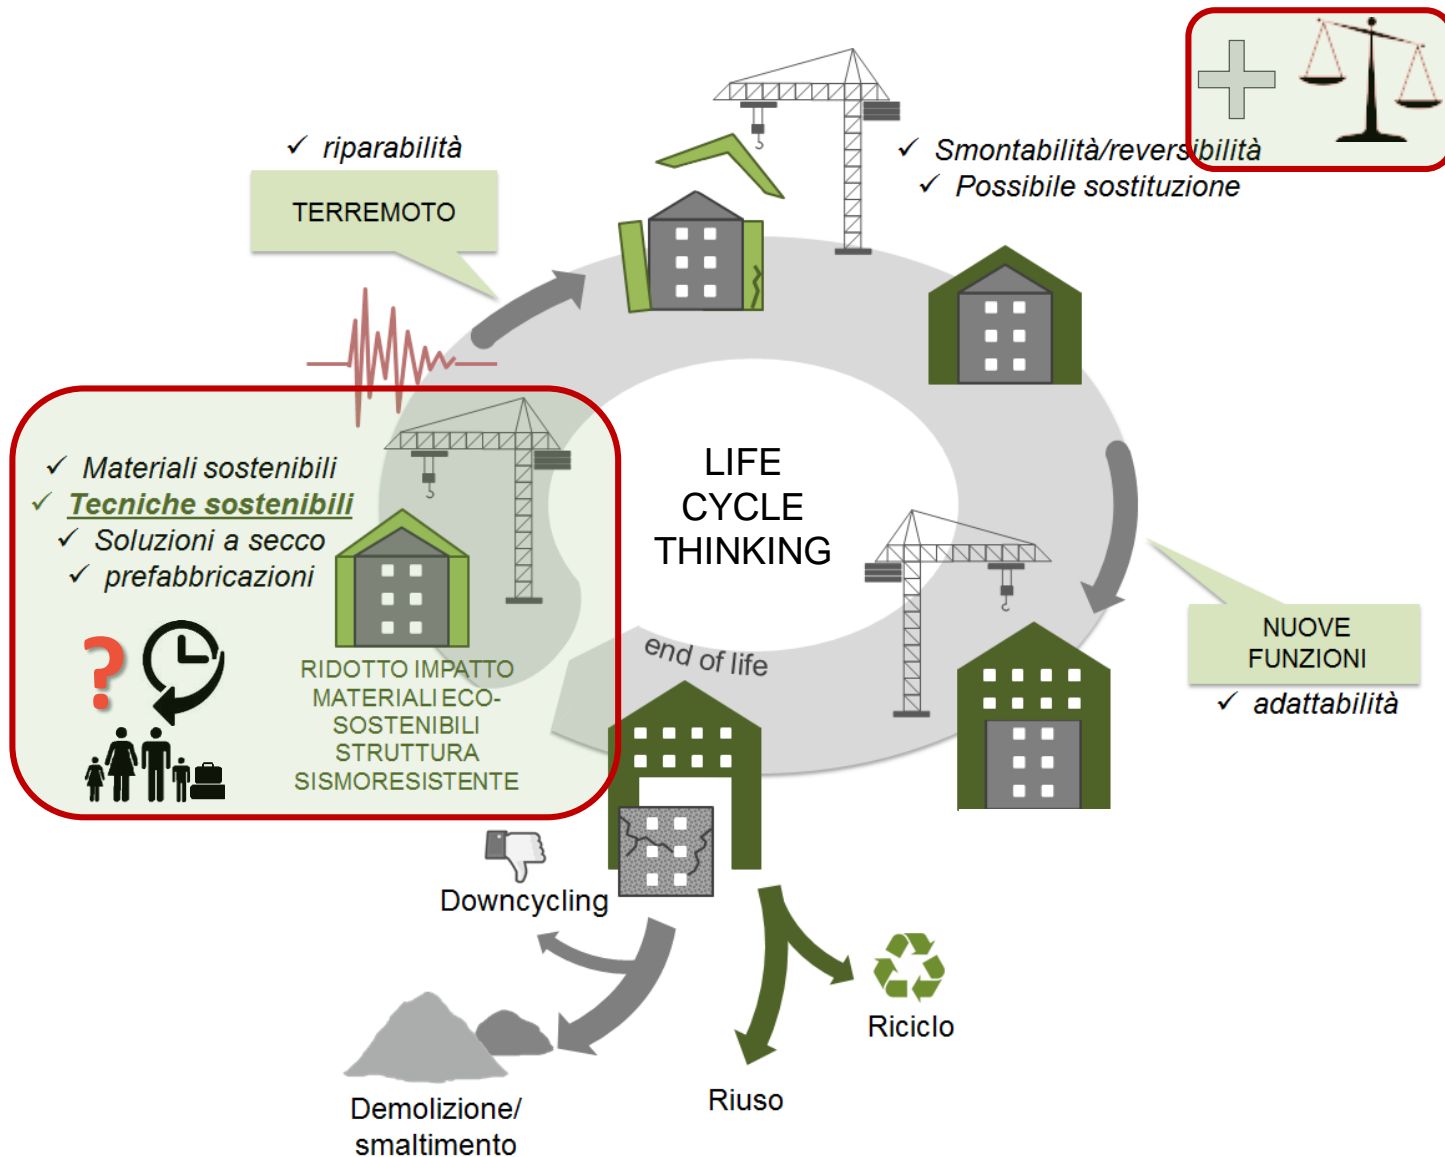 ✓ riparabilità
TERREMOTO
✓ Smontabilità/reversibilità
✓ Possibile sostituzione
✓ Materiali sostenibili
✓ Tecniche sostenibili
✓ Soluzioni a secco
✓ prefabbricazioni
?
RIDOTTO IMPATTO
MATERIALI ECO-
SOSTENIBILI
STRUTTURA
SISMORESISTENTE
LIFE
CYCLE
THINKING
end of life
NUOVE
FUNZIONI
✓ adattabilità
Downcycling
Demolizione/
smaltimento
Riuso
Riciclo